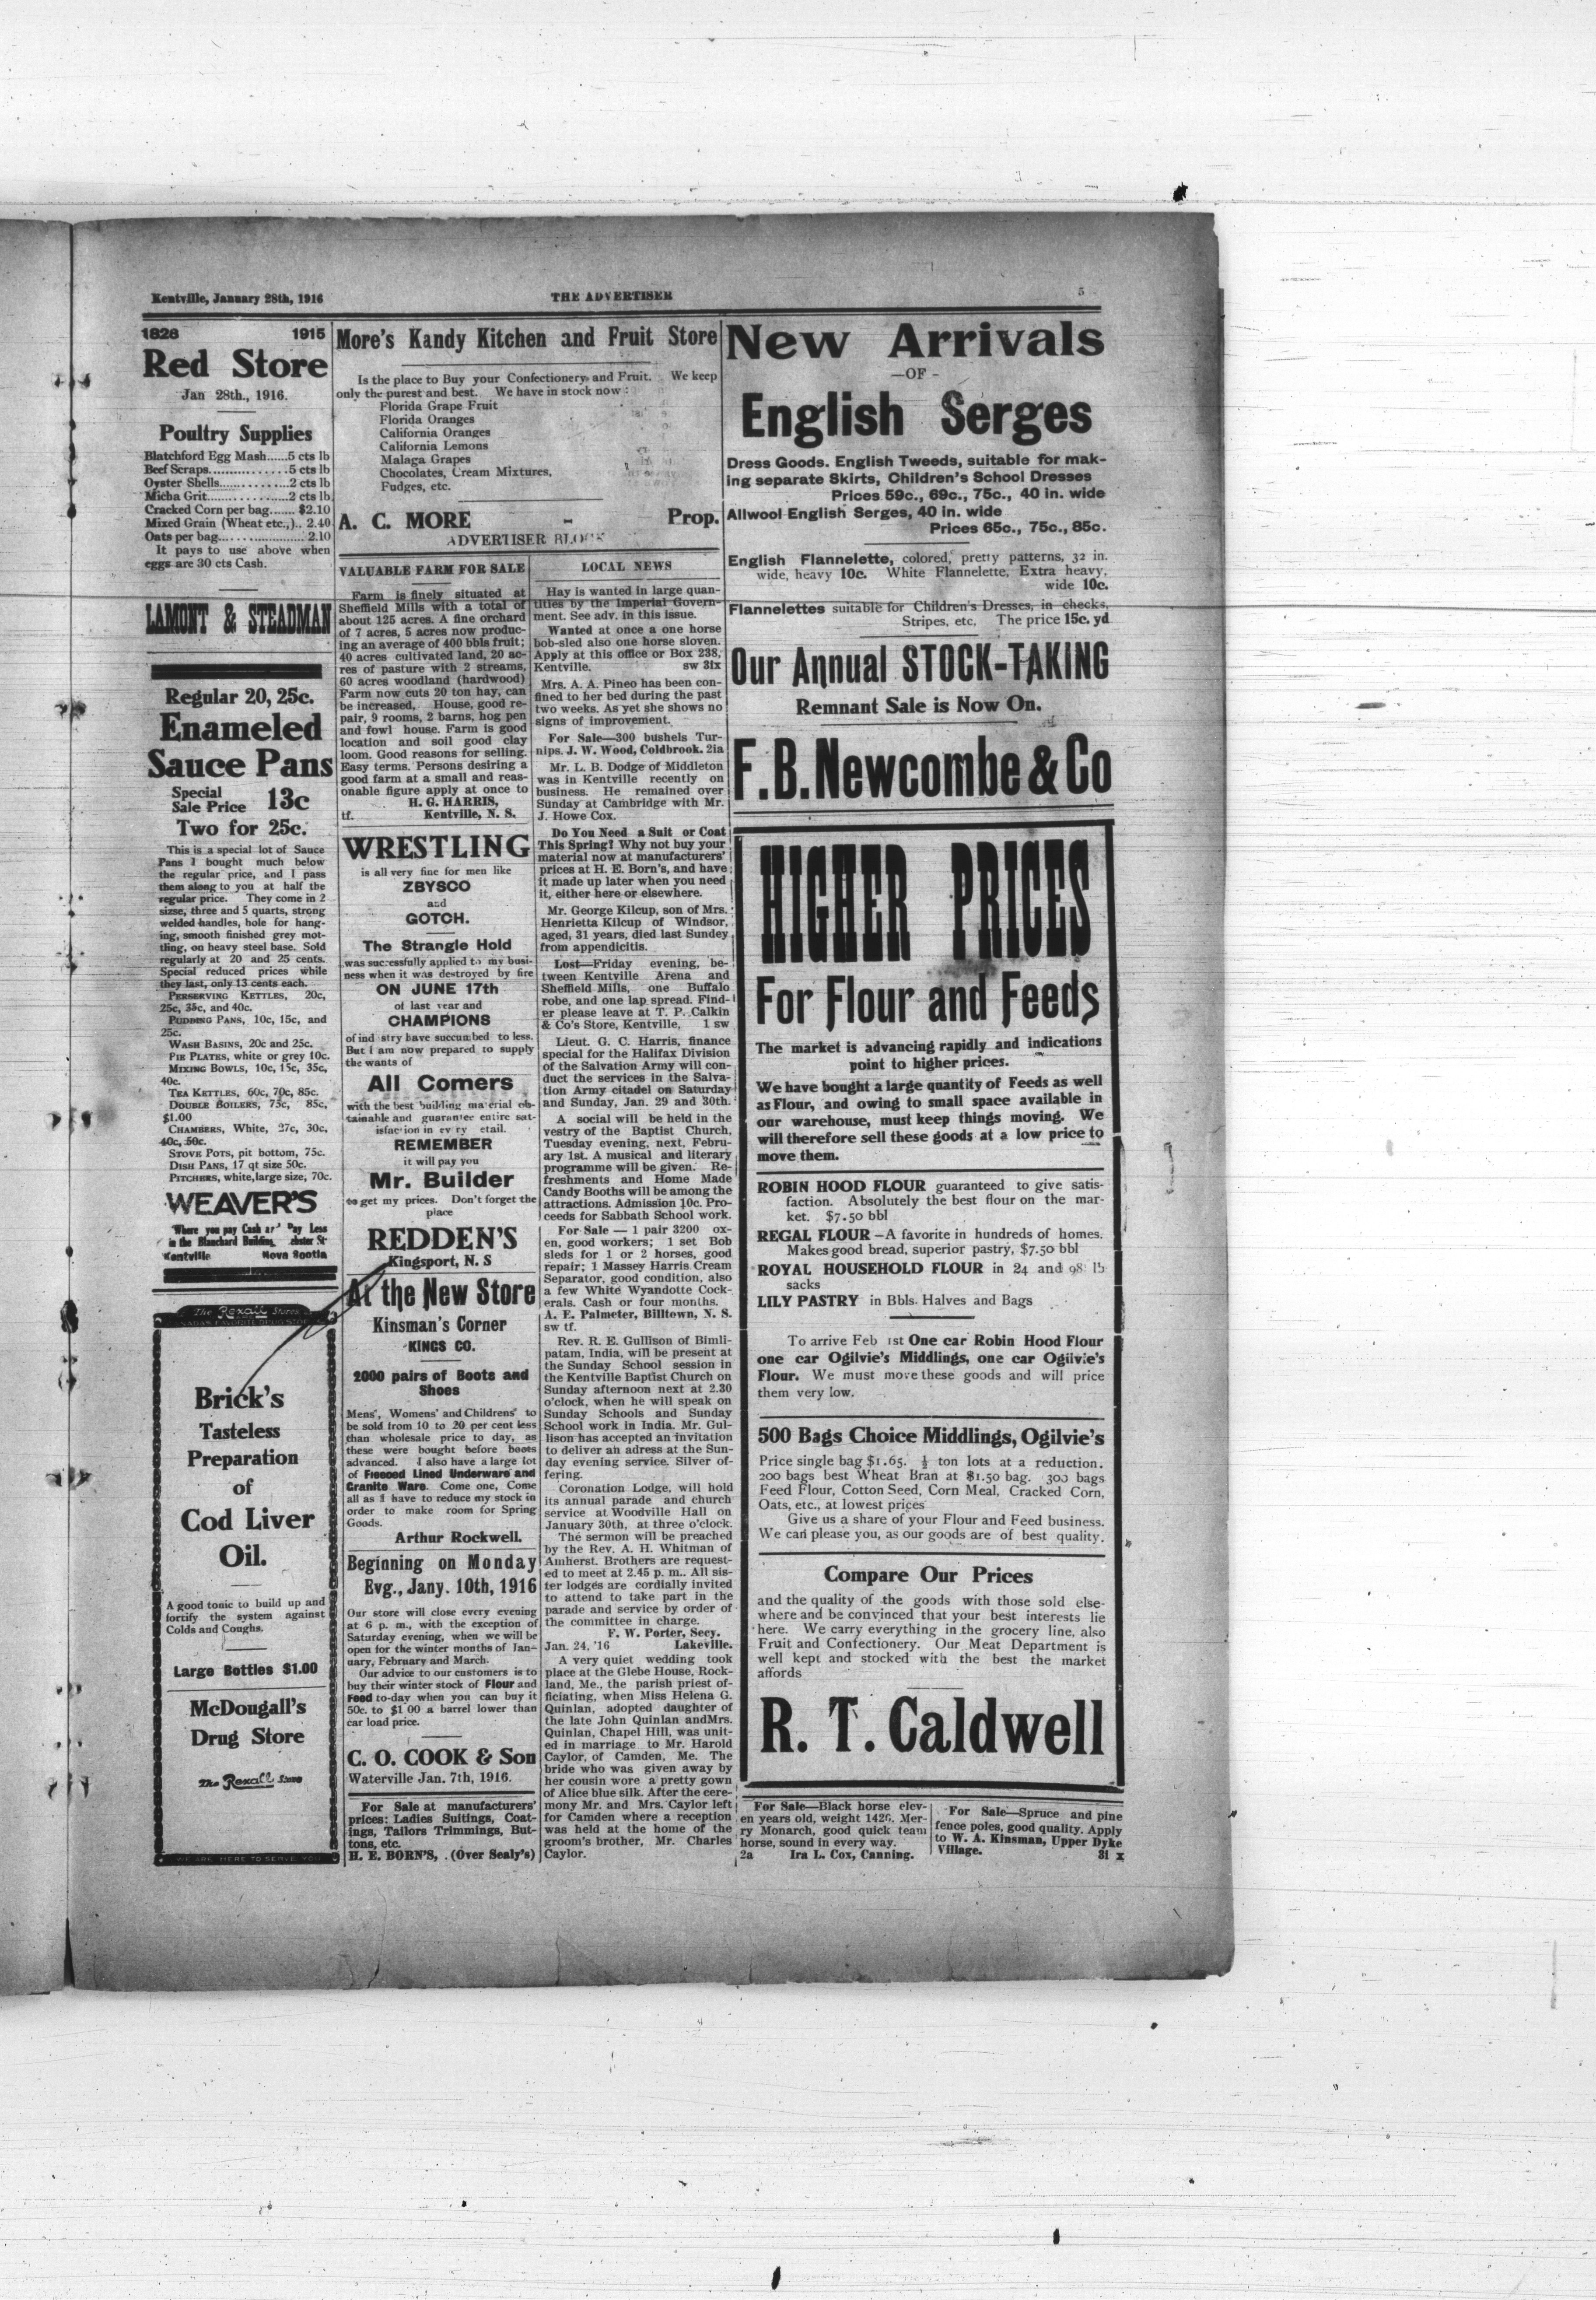 Kentville, January 28th, 1916
THE ADVERTISER
5
1826 1915
Red Store
Jan 28th., 1916.
Poultry Supplies
Blatchford Egg Mash......5 cts lb
Beef Scraps...............5 cts lb
Oyster Shells.............2 cts lb
Micba Grit................2 cts lb
Cracked Corn per bag....... $2.10
Mixed Grain (Wheat etc.,).. 2.40
Oats per bag................... 2.10
It pays to use above when
eggs are 30 cts Cash.
LAMONT & STEADMAN
Regular 20, 25c.
Enameled
Sauce Pans
Special
Sale Price 13c
Two for 25c.
This is a special lot of Sauce
Pans I bought much below
the regular price, and I pass
them along to you at half the
regular price. They come in 2
sizse, three and 5 quarts, strong
welded handles, hole for hang-
ing, smooth finished grey mot-
tling, on heavy steel base. Sold
regularly at 20 and 25 cents.
Special reduced prices while
they last, only 13 cents each.
PERSERVING KETTLES, 20c,
25c, 35c, and 40c.
PUDDING PANS, 10c, 15c, and
25c.
WASH BASINS, 20c and 25c.
PIE PLATES, white or grey 10c.
MIXING BOWLS, 10c, 15c, 35c,
40c.
TEA KETTLES, 60c, 70c, 85c.
DOUBLE BOILERS, 75c, 85c,
$1.00
CHAMBERS, White, 27c, 30c,
40c, 50c.
STOVE POTS, pit bottom, 75c.
DISH PANS, 17 qt size 50c.
PITCHERS, white, large size, 70c.
WEAVER'S
Where you pay Cash Pay Less
in the Blanchard Building, St
Kentville Nova Scotia
The Rexall Stores
CANADAS FAVORITE DRUG STORE
Brick's
Tasteless
Preparation
of
Cod Liver
Oil.
A good tonic to build up and
fortify the system against
Colds and Coughs.
Large Bottles $1.00
McDougall's
Drug Store
The Rexall Store
WE ARE HERE TO SERVE YOU
More's Kandy Kitchen and Fruit Store
Is the place to Buy your Confectionery and Fruit. We keep
only the purest and best. We have in stock now :
Florida Grape Fruit
Florida Oranges
California Oranges
California Lemons
Malaga Grapes
Chocolates, Cream Mixtures,
Fudges, etc.
A. C. MORE - Prop.
ADVERTISER BLOCK
VALUABLE FARM FOR SALE
Farm is finely situated at
Sheffield Mills with a total of
about 125 acres. A fine orchard
of 7 acres, 5 acres now produc-
ing an average of 400 bbls fruit;
40 acres cultivated land, 20 ac-
res of pasture with 2 streams,
60 acres woodland (hardwood)
Farm now cuts 20 ton hay, can
be increased. House, good re-
pair, 9 rooms, 2 barns, hog pen
and fowl house. Farm is good
location and soil good clay
loom. Good reasons for selling.
Easy terms. Persons desiring a
good farm at a small and reas-
onable figure apply at once to
H. G. HARRIS,
tf. Kentville, N. S.
WRESTLING
is all very fine for men like
ZBYSCO
and
GOTCH.
The Strangle Hold
was successfully applied to my busi-
ness when it was destroyed by fire
ON JUNE 17th
of last year and
CHAMPIONS
of ind stry have succumbed to less.
But I am now prepared to supply
the wants of
All Comers
with the best building material ob-
tainable and guarantee entire sat-
isfaction in every etail.
REMEMBER
it will pay you
Mr. Builder
to get my prices. Don't forget the
place
REDDEN'S
Kingsport, N. S
At the New Store
Kinsman's Corner
KINGS CO.
2000 pairs of Boots and
Shoes
Mens', Womens' and Childrens' to
be sold from 10 to 20 per cent less
than wholesale price to day, as
these were bought before boots
advanced. I also have a large lot
of Fleeced Lined Underware and
Granite Ware. Come one, Come
all as I have to reduce my stock in
order to make room for Spring
Goods.
Arthur Rockwell.
Beginning on Monday
Evg., Jany. 10th, 1916
Our store will close every evening
at 6 p. m., with the exception of
Saturday evening, when we will be
open for the winter months of Jan-
uary, February and March.
Our advice to our customers is to
buy their winter stock of Flour and
Feed to-day when you can buy it
50c. to $1 00 a barrel lower than
car load price.
C. O. COOK & Son
Waterville Jan. 7th, 1916.
For Sale at manufacturers'
prices: Ladies Suitings, Coat-
ings, Tailors Trimmings, But-
tons, etc.
H. E. BORN'S, . (Over Sealy's)
LOCAL NEWS
Hay is wanted in large quan-
tities by the Imperial Govern-
ment. See adv. in this issue.
Wanted at once a one horse
bob-sled also one horse sloven.
Apply at this office or Box 238,
Kentville. sw 3ix
Mrs. A. A. Pineo has been con-
fined to her bed during the past
two weeks. As yet she shows no
signs of improvement.
For Sale—300 bushels Tur-
nips. J. W. Wood, Coldbrook. 2ia
Mr. L. B. Dodge of Middleton
was in Kentville recently on
business. He remained over
Sunday at Cambridge with Mr.
J. Howe Cox.
Do You Need a Suit or Coat
This Spring? Why not buy your
material now at manufacturers'
prices at H. E. Born's, and have
it made up later when you need
it, either here or elsewhere.
Mr. George Kilcup, son of Mrs.
Henrietta Kilcup of Windsor,
aged, 31 years, died last Sundey
from appendicitis.
Lost—Friday evening, be-
tween Kentville Arena and
Sheffield Mills, one Buffalo
robe, and one lap spread. Find-
er please leave at T. P. Calkin
& Co's Store, Kentville, 1 sw
Lieut. G. C. Harris, finance
special for the Halifax Division
of the Salvation Army will con-
duct the services in the Salva-
tion Army citadel on Saturday
and Sunday, Jan. 29 and 30th.
A social will be held in the
vestry of the Baptist Church,
Tuesday evening, next, Febru-
ary 1st. A musical and literary
programme will be given. Re-
freshments and Home Made
Candy Booths will be among the
attractions. Admission 10c. Pro-
ceeds for Sabbath School work.
For Sale — 1 pair 3200 ox-
en, good workers; 1 set Bob
sleds for 1 or 2 horses, good
repair; 1 Massey Harris Cream
Separator, good condition, also
a few White Wyandotte Cock-
erals. Cash or four months.
A. E. Palmeter, Billtown, N. S.
sw tf.
Rev. R. E. Gullison of Bimli-
patam, India, will be present at
the Sunday School session in
the Kentville Baptist Church on
Sunday afternoon next at 2.30
o'clock, when he will speak on
Sunday Schools and Sunday
School work in India. Mr. Gul-
lison has accepted an invitation
to deliver an adress at the Sun-
day evening service. Silver of-
fering.
Coronation Lodge, will hold
its annual parade and church
service at Woodville Hall on
January 30th, at three o'clock.
The sermon will be preached
by the Rev. A. H. Whitman of
Amherst. Brothers are request-
ed to meet at 2.45 p. m.. All sis-
ter lodges are cordially invited
to attend to take part in the
parade and service by order of
the committee in charge.
F. W. Porter, Secy.
Jan. 24, '16 Lakeville.
A very quiet wedding took
place at the Glebe House, Rock-
land, Me., the parish priest of-
ficiating, when Miss Helena G.
Quinlan, adopted daughter of
the late John Quinlan andMrs.
Quinlan, Chapel Hill, was unit-
ed in marriage to Mr. Harold
Caylor, of Camden, Me. The
bride who was given away by
her cousin wore a pretty gown
of Alice blue silk. After the cere-
mony Mr. and Mrs. Caylor left
for Camden where a reception
was held at the home of the
groom's brother, Mr. Charles
Caylor.
New Arrivals
—OF -
English Serges
Dress Goods. English Tweeds, suitable for mak-
ing separate Skirts, Children's School Dresses
Prices 59c., 69c., 75c., 40 in. wide
Allwool English Serges, 40 in. wide
Prices 65c., 75c., 85c.
English Flannelette, colored, pretty patterns, 32 in.
wide, heavy 10c. White Flannelette, Extra heavy,
wide 10c.
Flannelettes suitable for Children's Dresses, in checks,
Stripes, etc, The price 15c. yd
Our Annual STOCK-TAKING
Remnant Sale is Now On.
F. B. Newcombe & Co
HIGHER PRICES
For Flour and Feeds
The market is advancing rapidly and indications
point to higher prices.
We have bought a large quantity of Feeds as well
as Flour, and owing to small space available in
our warehouse, must keep things moving. We
will therefore sell these goods at a low price to
move them.
ROBIN HOOD FLOUR guaranteed to give satis-
faction. Absolutely the best flour on the mar-
ket. $7.50 bbl
REGAL FLOUR —A favorite in hundreds of homes.
Makes good bread, superior pastry, $7.50 bbl
ROYAL HOUSEHOLD FLOUR in 24 and 98 lb
sacks
LILY PASTRY in Bbls. Halves and Bags
To arrive Feb 1st One car Robin Hood Flour
one car Ogilvie's Middlings, one car Ogilvie's
Flour. We must move these goods and will price
them very low.
500 Bags Choice Middlings, Ogilvie's
Price single bag $1.65. ½ ton lots at a reduction.
200 bags best Wheat Bran at $1.50 bag. 300 bags
Feed Flour, Cotton Seed, Corn Meal, Cracked Corn,
Oats, etc., at lowest prices
Give us a share of your Flour and Feed business.
We can please you, as our goods are of best quality.
Compare Our Prices
and the quality of the goods with those sold else-
where and be convinced that your best interests lie
here. We carry everything in the grocery line, also
Fruit and Confectionery. Our Meat Department is
well kept and stocked with the best the market
affords
R. T. Caldwell
For Sale—Black horse elev-
en years old, weight 1426. Mer-
ry Monarch, good quick team
horse, sound in every way.
2a Ira L. Cox, Canning.
For Sale—Spruce and pine
fence poles, good quality. Apply
to W. A. Kinsman, Upper Dyke
Village. 3i x